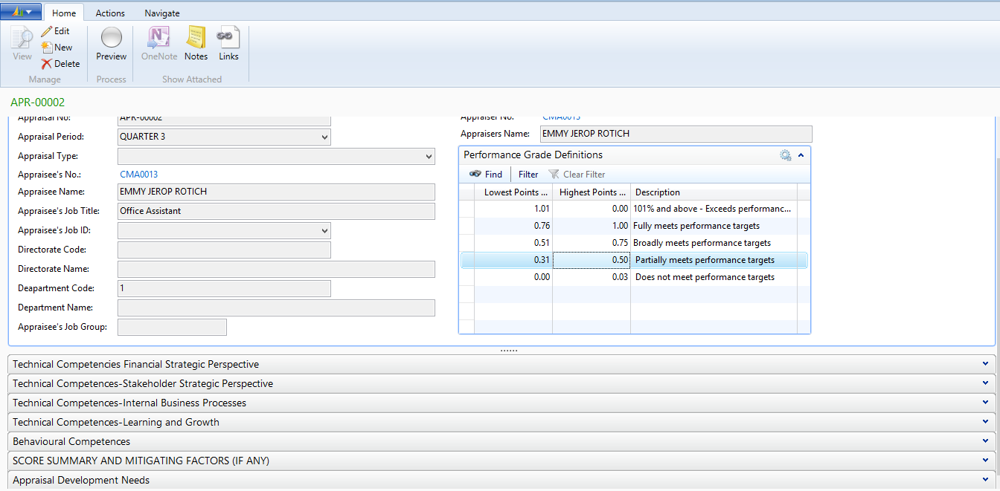 Home Actions Navigate
View Edit New Delete
Preview
OneNote Notes Links
Manage Process Show Attached
APR-00002
Appraisal No: APR-00002
Appraisal Period: QUARTER 3
Appraisal Type:
Appraisee's No.: CMA0013
Appraisee Name: EMMY JEROP ROTICH
Appraisee's Job Title: Office Assistant
Appraisee's Job ID:
Directorate Code:
Directorate Name:
Deapartment Code: 1
Department Name:
Appraisee's Job Group:
Appraiser No: CMA0013
Appraisers Name: EMMY JEROP ROTICH
Performance Grade Definitions
Find Filter Clear Filter
Lowest Points ... Highest Points ... Description
1.01 0.00 101% and above - Exceeds performanc...
0.76 1.00 Fully meets performance targets
0.51 0.75 Broadly meets performance targets
0.31 0.50 Partially meets performance targets
0.00 0.03 Does not meet performance targets
Technical Competencies Financial Strategic Perspective
Technical Competences-Stakeholder Strategic Perspective
Technical Competences-Internal Business Processes
Technical Competences-Learning and Growth
Behavioural Competences
SCORE SUMMARY AND MITIGATING FACTORS (IF ANY)
Appraisal Development Needs